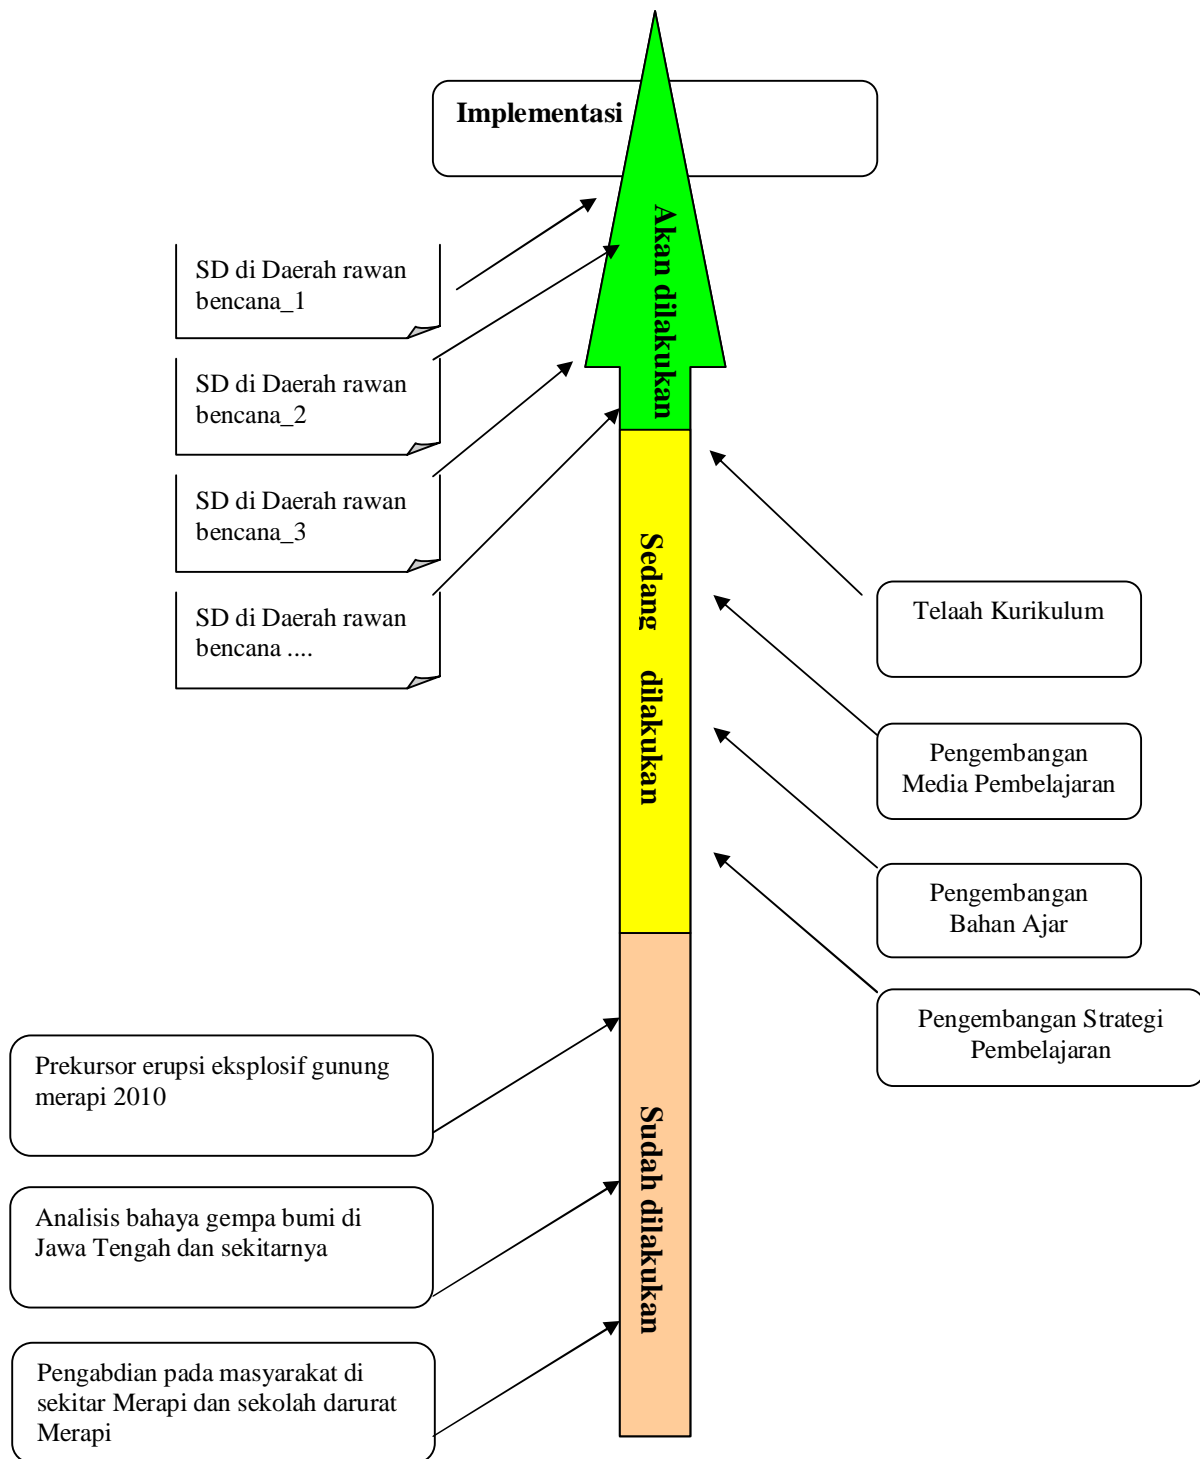 Implementasi
Akan dilakukan
SD di Daerah rawan
bencana_1
SD di Daerah rawan
bencana_2
SD di Daerah rawan
bencana_3
SD di Daerah rawan
bencana ....
Sedang dilakukan
Telaah Kurikulum
Pengembangan
Media Pembelajaran
Pengembangan
Bahan Ajar
Pengembangan Strategi
Pembelajaran
Prekursor erupsi eksplosif gunung
merapi 2010
Sudah dilakukan
Analisis bahaya gempa bumi di
Jawa Tengah dan sekitarnya
Pengabdian pada masyarakat di
sekitar Merapi dan sekolah darurat
Merapi